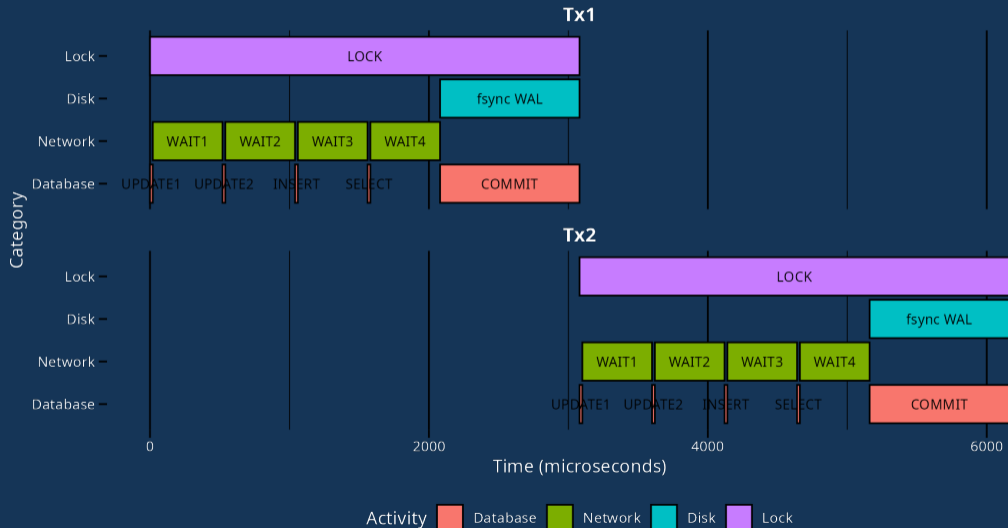 Tx1
Lock LOCK
Disk fsync WAL
Network WAIT1 WAIT2 WAIT3 WAIT4
Database UPDATE1 UPDATE2 INSERT SELECT COMMIT
Category
Tx2
Lock LOCK
Disk fsync WAL
Network WAIT1 WAIT2 WAIT3 WAIT4
Database UPDATE1 UPDATE2 INSERT SELECT COMMIT
0 2000 4000 6000
Time (microseconds)
Activity Database Network Disk Lock